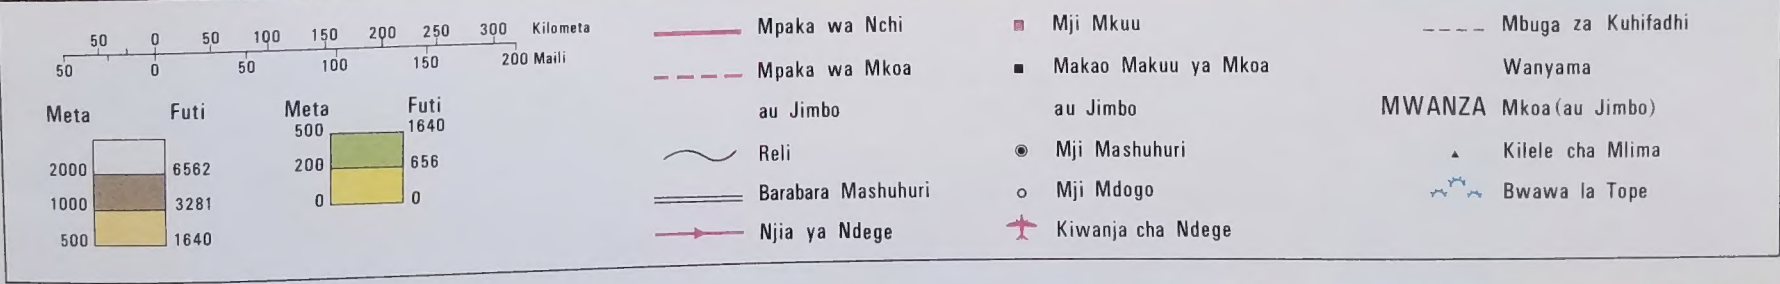 50 0 50 100 150 200 250 300 Kilometa
50 0 50 100 150 200 Maili
Meta Futi
2000 6562
1000 3281
500 1640
Meta Futi
500 1640
200 656
0 0
Mpaka wa Nchi
Mpaka wa Mkoa
au Jimbo
Reli
Barabara Mashuhuri
Njia ya Ndege
Mji Mkuu
Makao Makuu ya Mkoa
au Jimbo
Mji Mashuhuri
Mji Mdogo
Kiwanja cha Ndege
Mbuga za Kuhifadhi
Wanyama
MWANZA Mkoa (au Jimbo)
Kilele cha Mlima
Bwawa la Tope